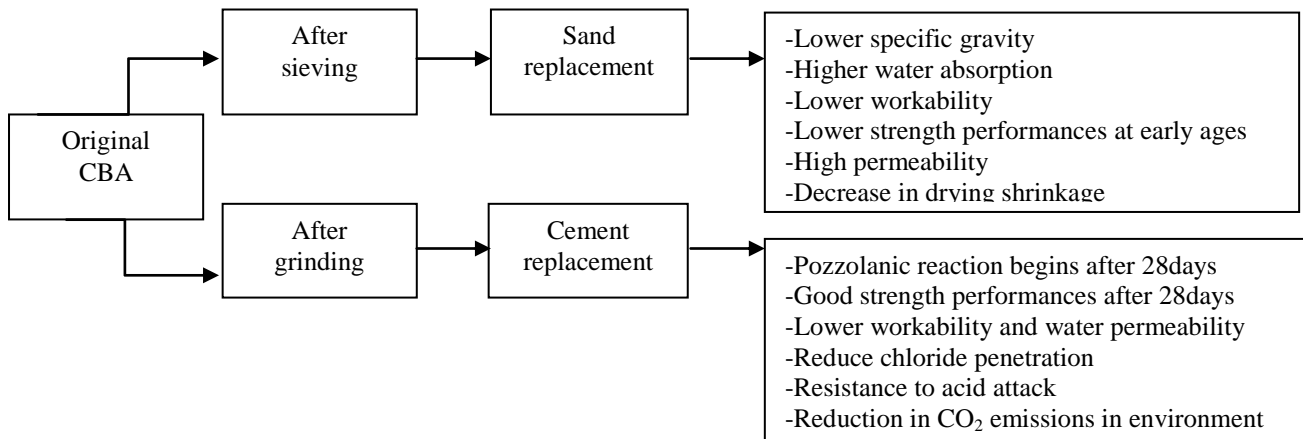 Original
CBA
After
sieving
Sand
replacement
-Lower specific gravity
-Higher water absorption
-Lower workability
-Lower strength performances at early ages
-High permeability
-Decrease in drying shrinkage
After
grinding
Cement
replacement
-Pozzolanic reaction begins after 28days
-Good strength performances after 28days
-Lower workability and water permeability
-Reduce chloride penetration
-Resistance to acid attack
-Reduction in CO₂ emissions in environment